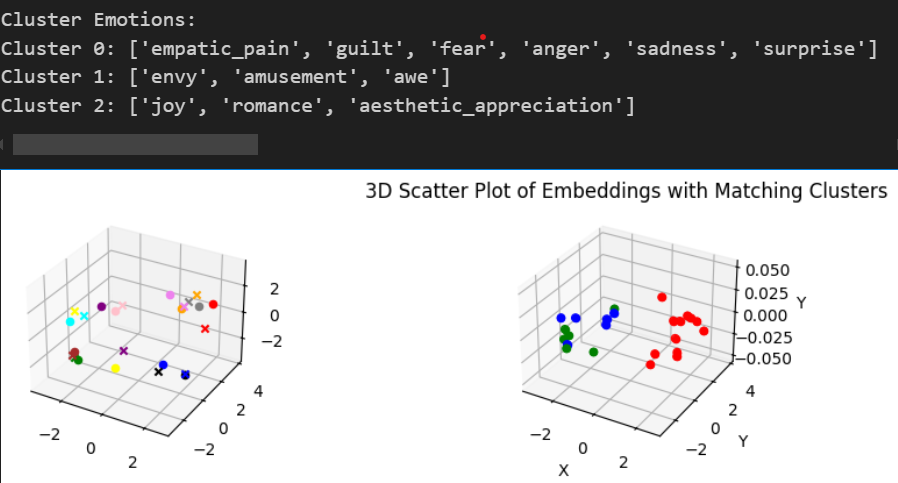 Cluster Emotions:
Cluster 0: ['empatic_pain', 'guilt', 'fear', 'anger', 'sadness', 'surprise']
Cluster 1: ['envy', 'amusement', 'awe']
Cluster 2: ['joy', 'romance', 'aesthetic_appreciation']
3D Scatter Plot of Embeddings with Matching Clusters
2
0
−2
4
2
0
−2
−2
0
2
0.050
0.025
0.000
−0.025
−0.050
Y
4
2
0
−2
Y
−2
0
2
X